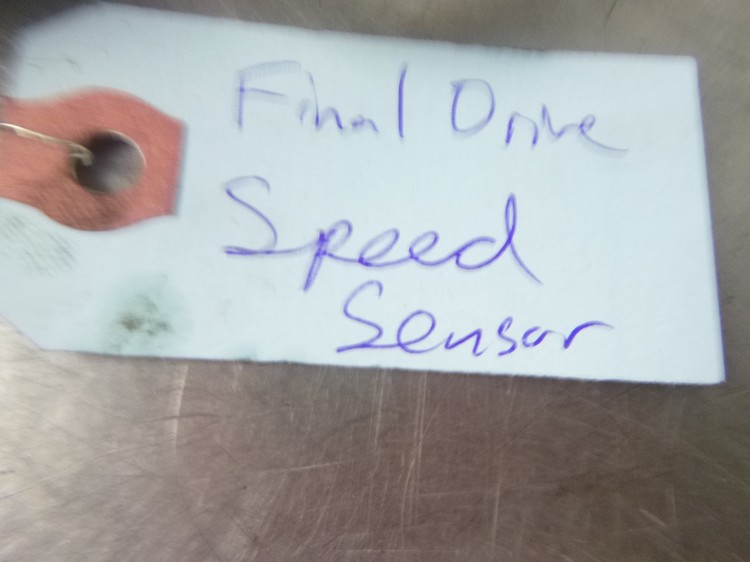 Final Drive
Speed
Sensor